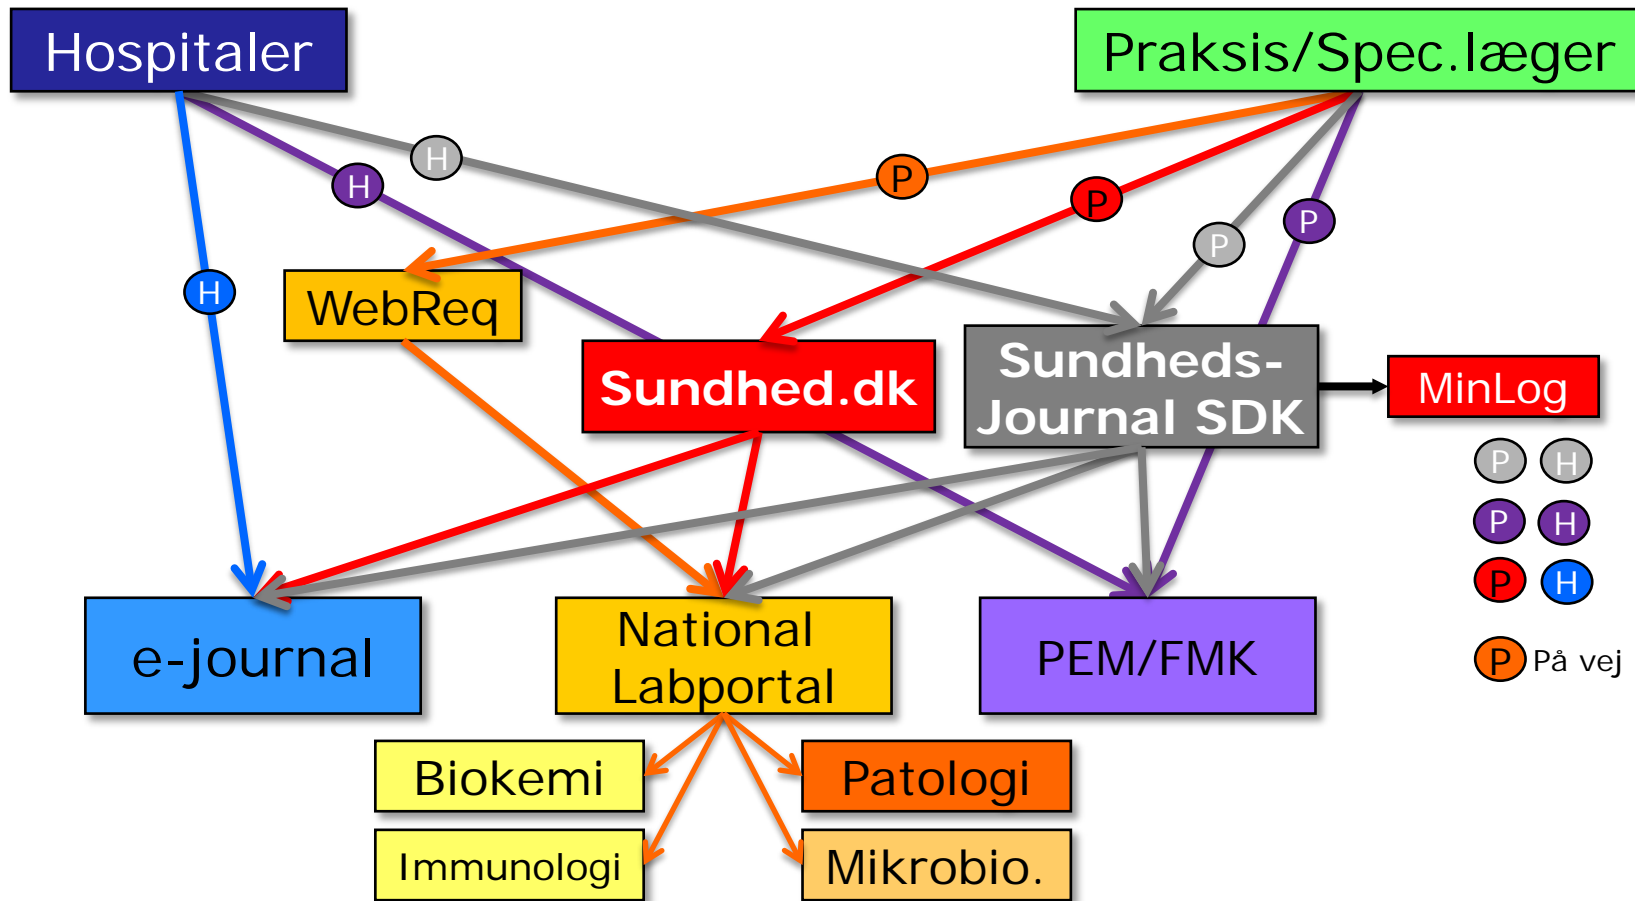 Hospitaler
Praksis/Spec.læger
H
P
H
P
P
P
H
WebReq
Sundhed.dk
Sundheds-
Journal SDK
MinLog
P H
P H
P H
P På vej
e-journal
National
Labportal
PEM/FMK
Biokemi
Patologi
Immunologi
Mikrobio.